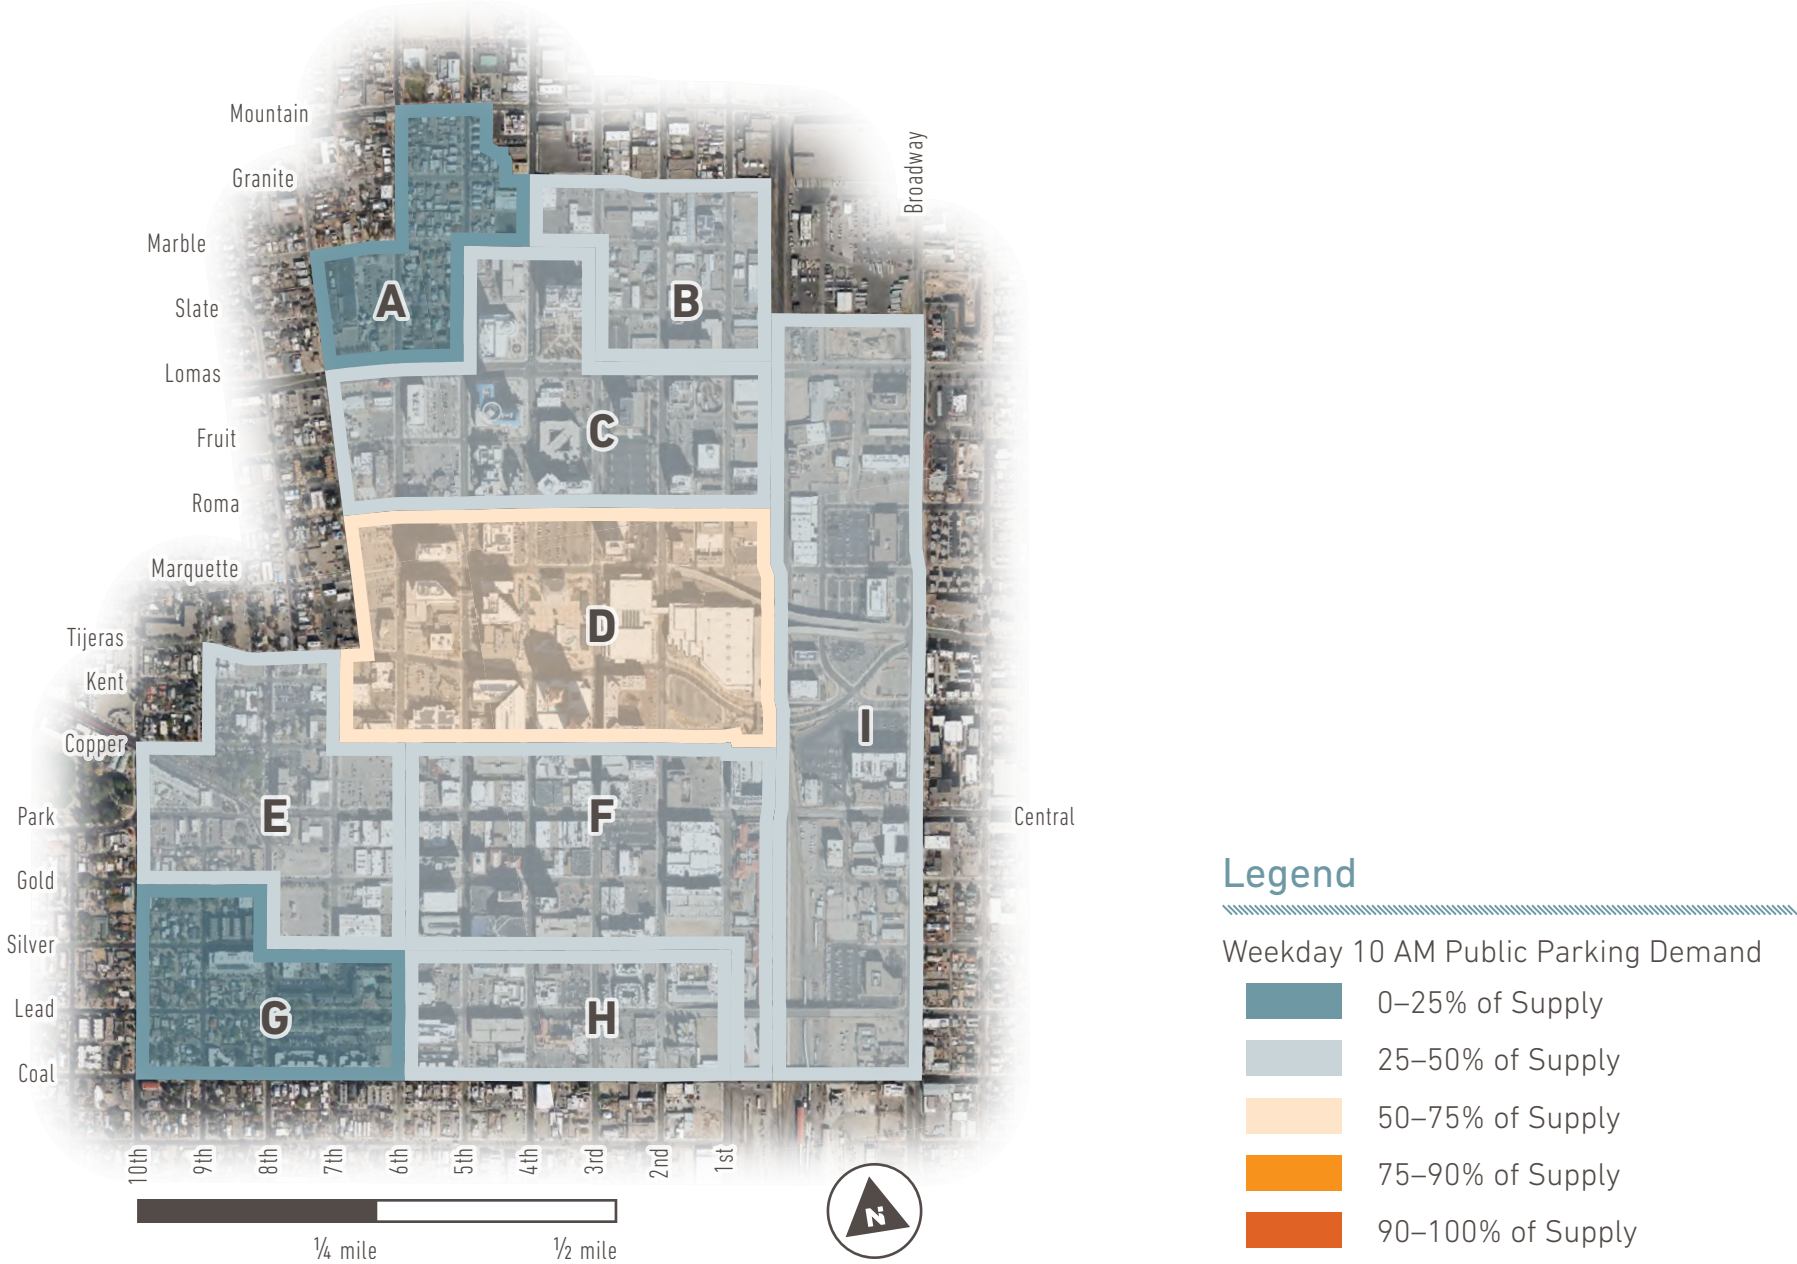 Mountain
Broadway
Granite
Marble
Slate
A
B
Lomas
C
Fruit
Roma
Marquette
D
Tijeras
Kent
I
Copper
E
F
Park
Central
Gold
Silver
G
H
Lead
Coal
10th
9th
8th
7th
6th
5th
4th
3rd
2nd
1st
¼ mile
½ mile
N
Legend
Weekday 10 AM Public Parking Demand
0–25% of Supply
25–50% of Supply
50–75% of Supply
75–90% of Supply
90–100% of Supply